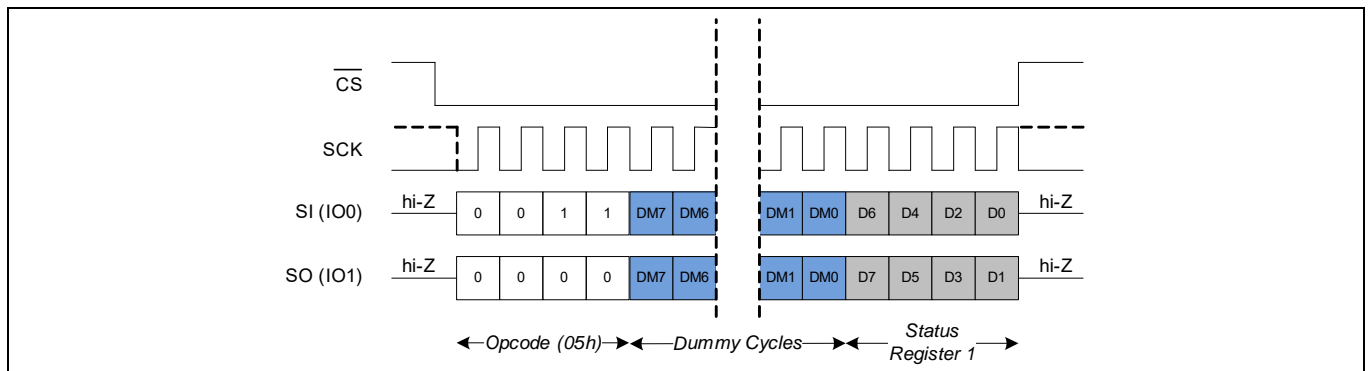 CS
SCK
hi-Z hi-Z
SI (IO0) 0 0 1 1 DM7 DM6 DM1 DM0 D6 D4 D2 D0
hi-Z hi-Z
SO (IO1) 0 0 0 0 DM7 DM6 DM1 DM0 D7 D5 D3 D1
Opcode (05h) Dummy Cycles Status
Register 1